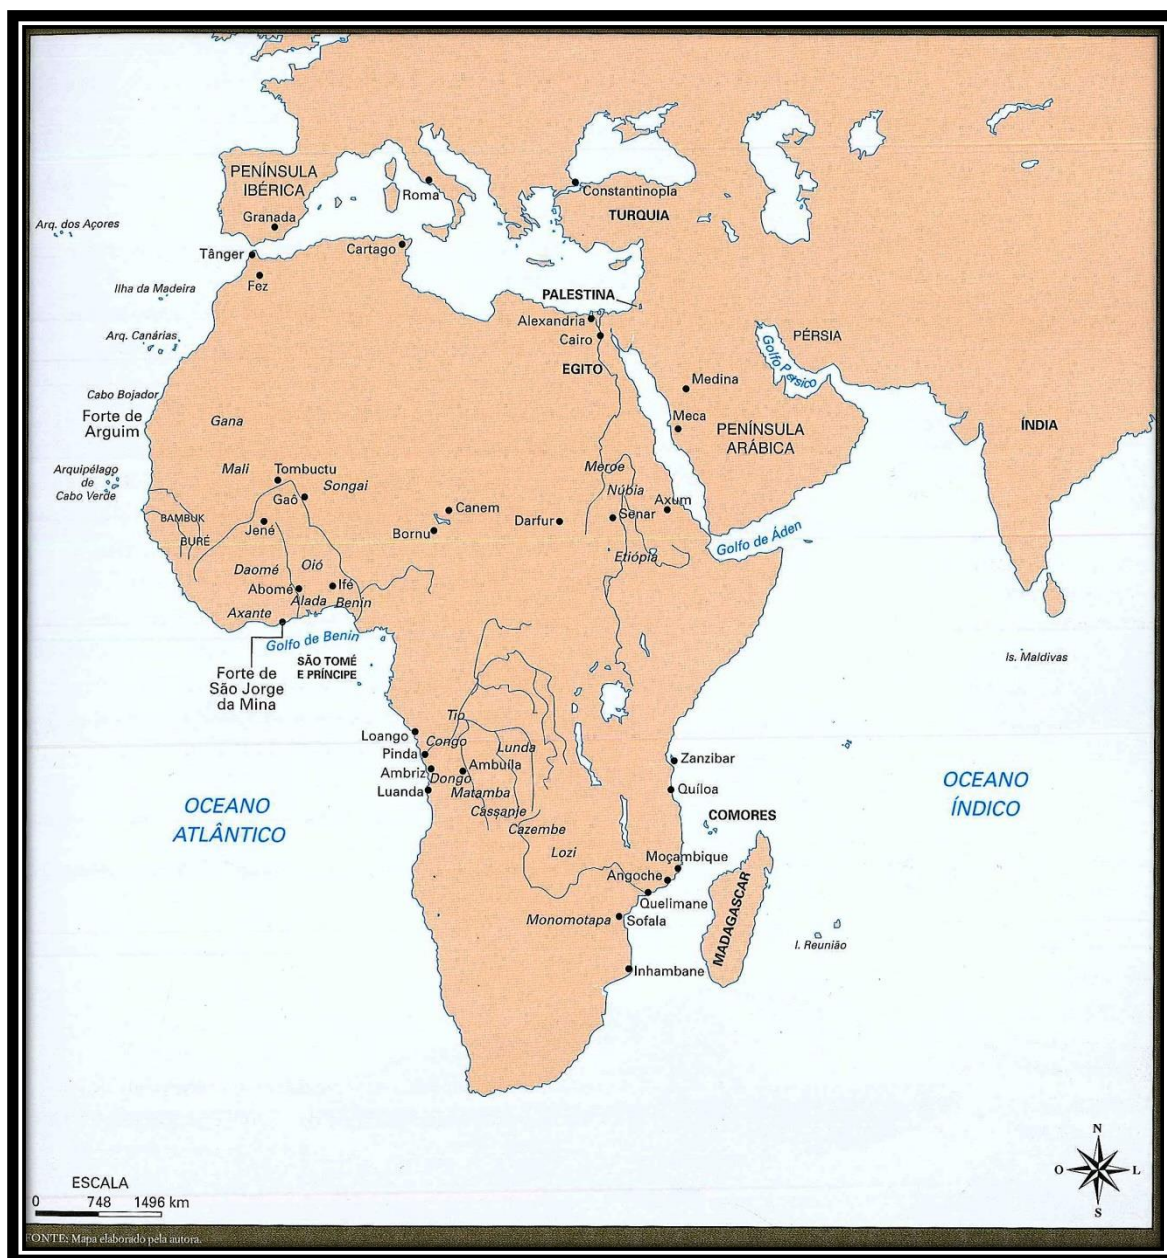 PENÍNSULA
IBÉRICA
Granada
Roma
Constantinopla
TURQUIA
Arq. dos Açores
Tânger
Fez
Cartago
Ilha da Madeira
PALESTINA
Alexandria
Cairo
EGITO
Arq. Canárias
PÉRSIA
Golfo Pérsico
Cabo Bojador
Forte de
Arguim
Medina
Meca
PENÍNSULA
ARÁBICA
ÍNDIA
Gana
Arquipélago
de
Cabo Verde
Mali
Tombuctu
Songai
Gaô
Meroe
Núbia
Axum
BAMBUK
BURÉ
Jené
Canem
Bornu
Darfur
Senar
Etiópia
Golfo de Áden
Daomé
Oió
Abomé
Ifé
Alada
Benin
Axante
Golfo de Benin
SÃO TOMÉ
E PRÍNCIPE
Forte de
São Jorge
da Mina
Is. Maldivas
Tio
Loango
Congo
Lunda
Pinda
Ambriz
Ambuíla
Dongo
Luanda
Matamba
Cassanje
Cazembe
Lozi
Zanzibar
Quíloa
COMORES
OCEANO
ATLÂNTICO
OCEANO
ÍNDICO
Moçambique
Angoche
Quelimane
Monomotapa
Sofala
Inhambane
MADAGASCAR
I. Reunião
N
O
L
S
ESCALA
0 748 1496 km
FONTE: Mapa elaborado pela autora.